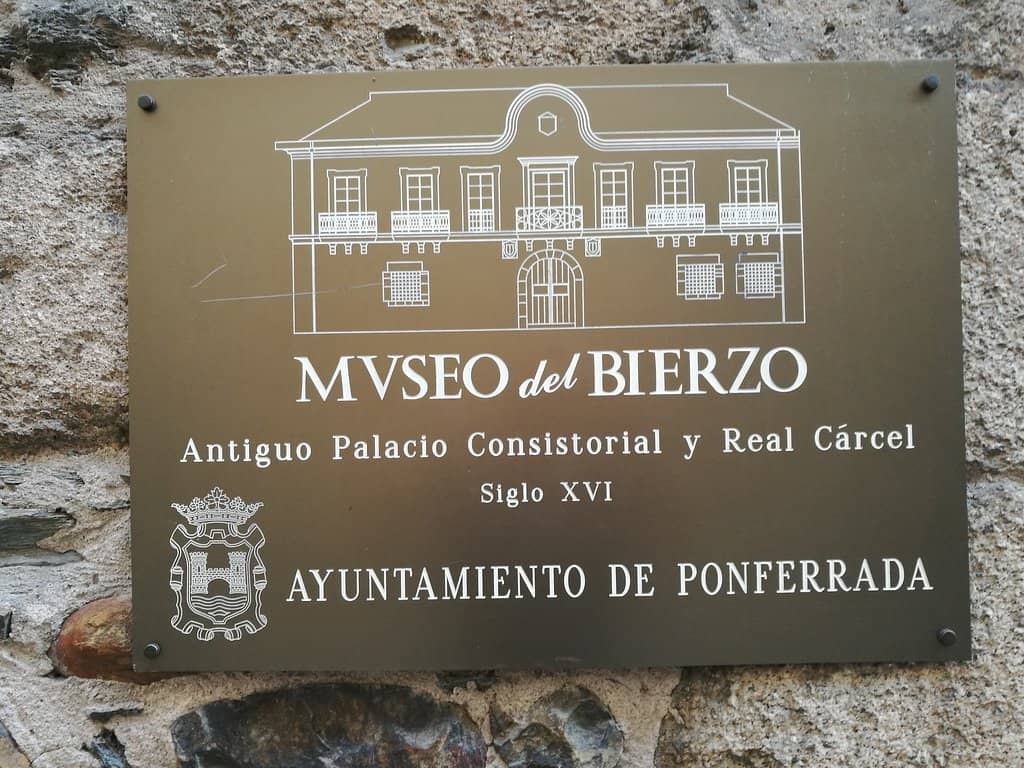 MVSEO del BIERZO
Antiguo Palacio Consistorial y Real Cárcel
Siglo XVI
AYUNTAMIENTO DE PONFERRADA